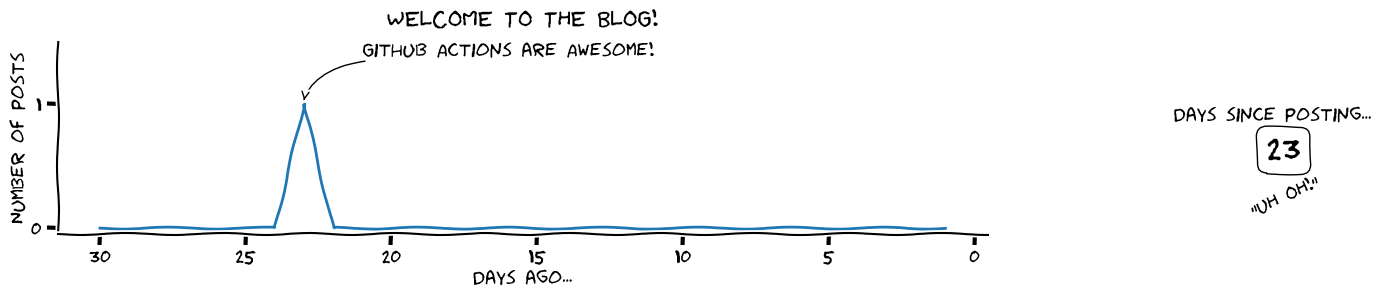 WELCOME TO THE BLOG!
GITHUB ACTIONS ARE AWESOME!
NUMBER OF POSTS
1
0
30 25 20 15 10 5 0
DAYS AGO...
DAYS SINCE POSTING...
23
"UH OH!"